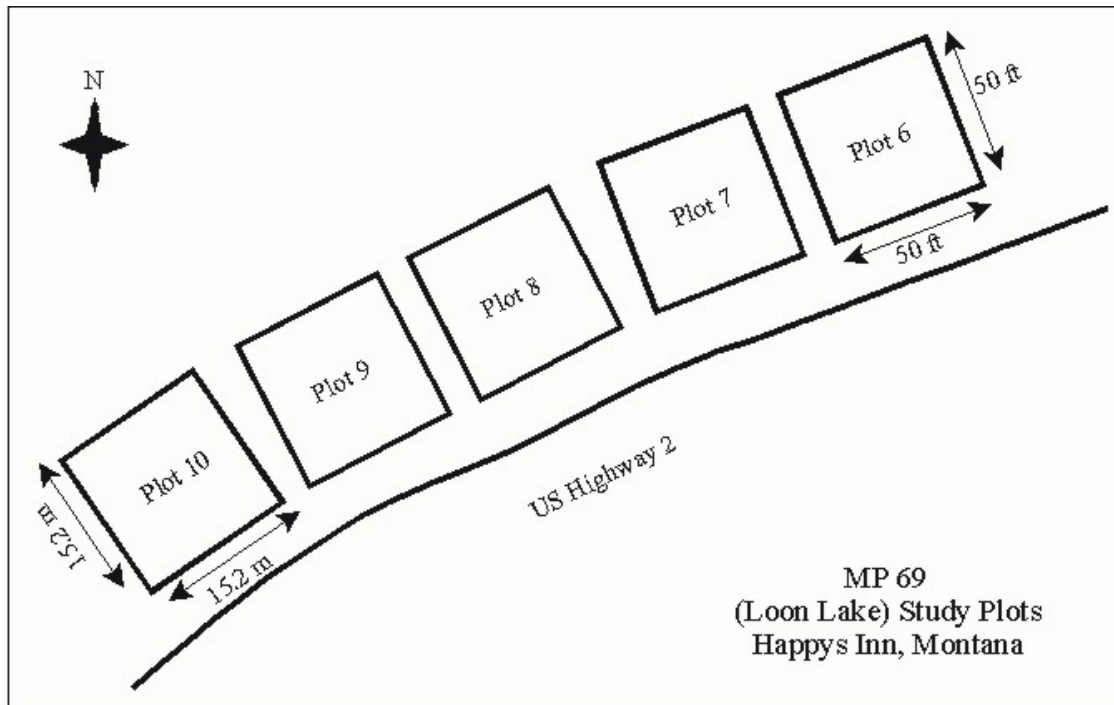 N
Plot 6
50 ft
50 ft
Plot 7
Plot 8
Plot 9
Plot 10
15.2 m
15.2 m
US Highway 2
MP 69
(Loon Lake) Study Plots
Happys Inn, Montana